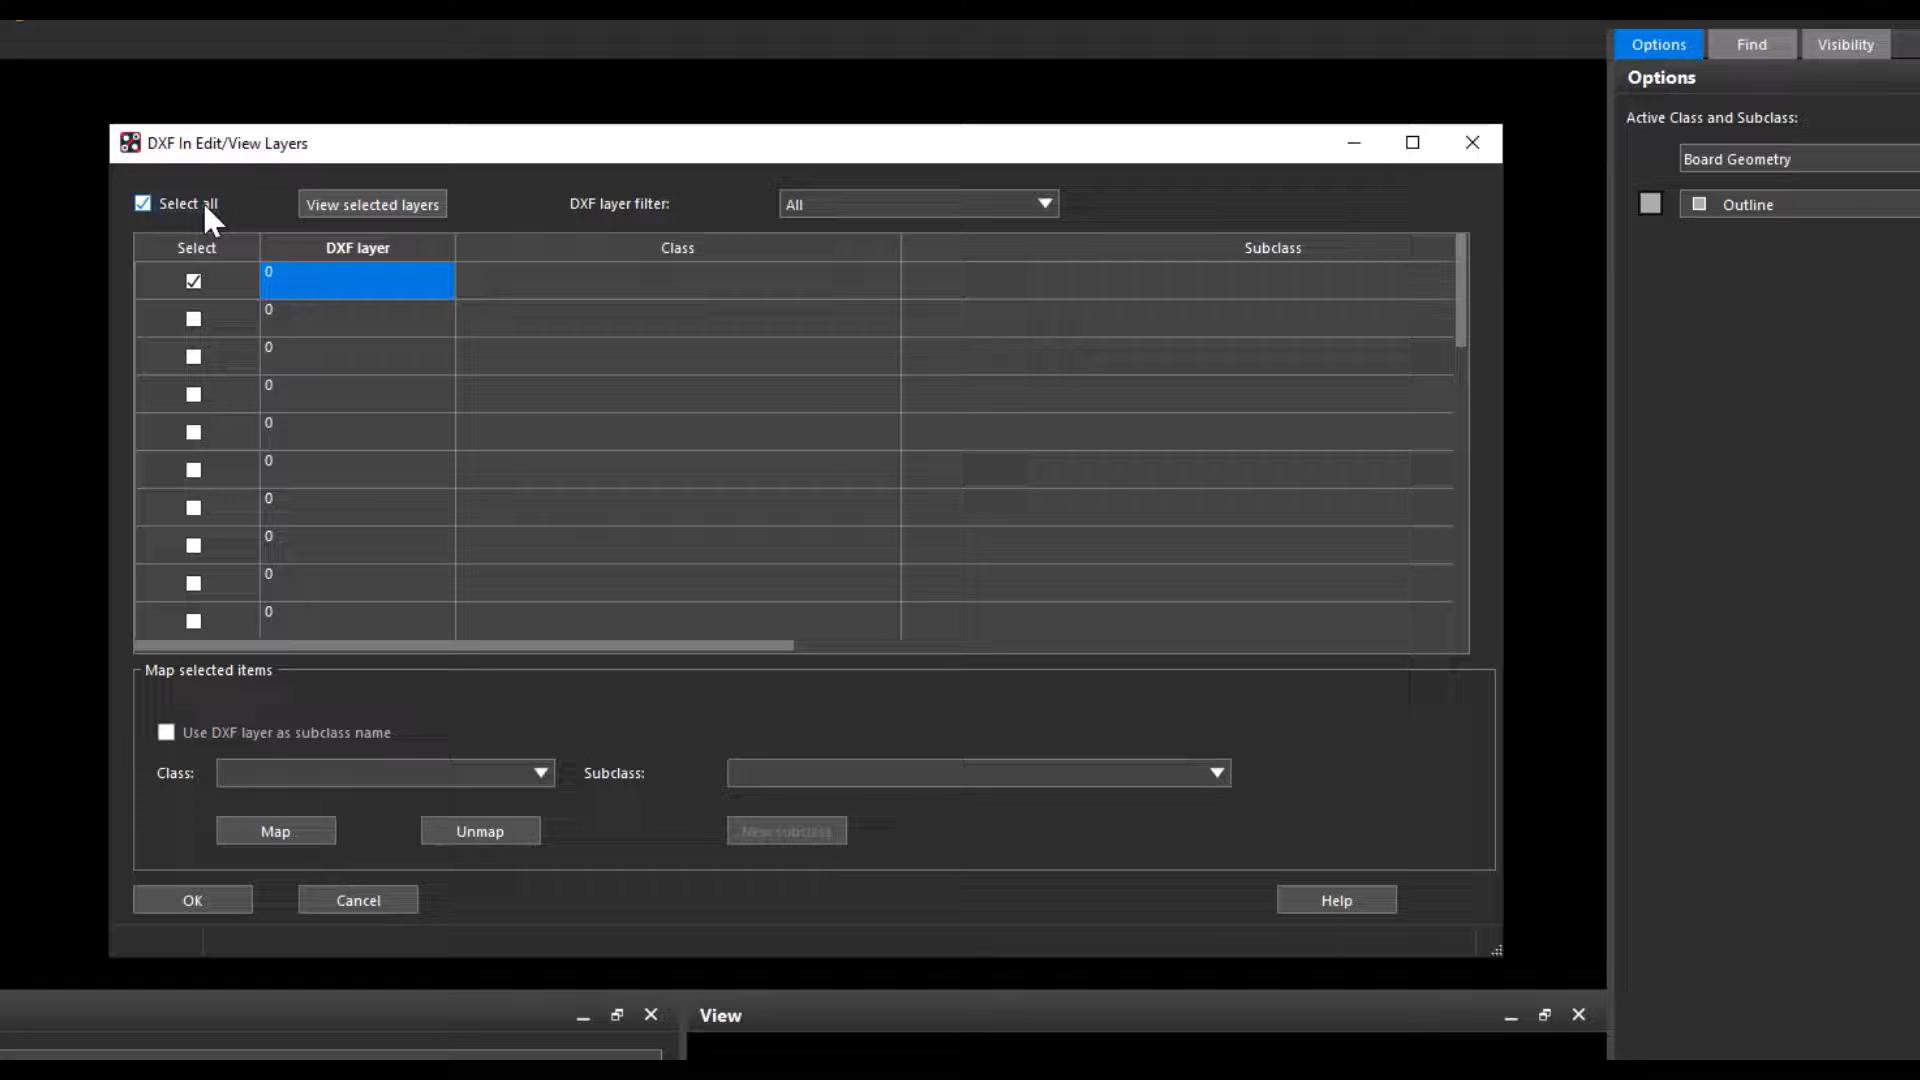 Options Find Visibility
Options
Active Class and Subclass:
Board Geometry
Outline
DXF In Edit/View Layers
Select all View selected layers DXF layer filter: All
Select DXF layer Class Subclass
0
0
0
0
0
0
0
0
0
0
Map selected items
Use DXF layer as subclass name
Class: Subclass:
Map Unmap New subclass
OK Cancel Help
View